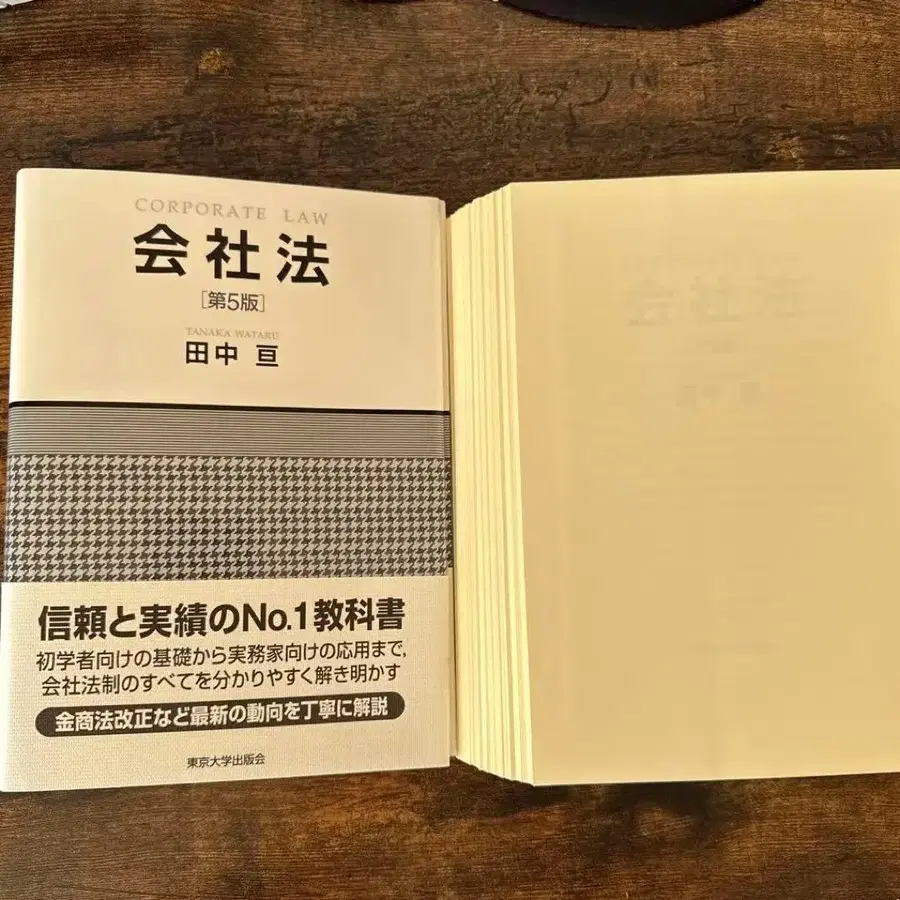 CORPORATE LAW
会社法
[第5版]
TANAKA WATARU
田中 亘
信頼と実績のNo.1教科書
初学者向けの基礎から実務家向けの応用まで,
会社法制のすべてを分かりやすく解き明かす
金商法改正など最新の動向を丁寧に解説
東京大学出版会
会社法